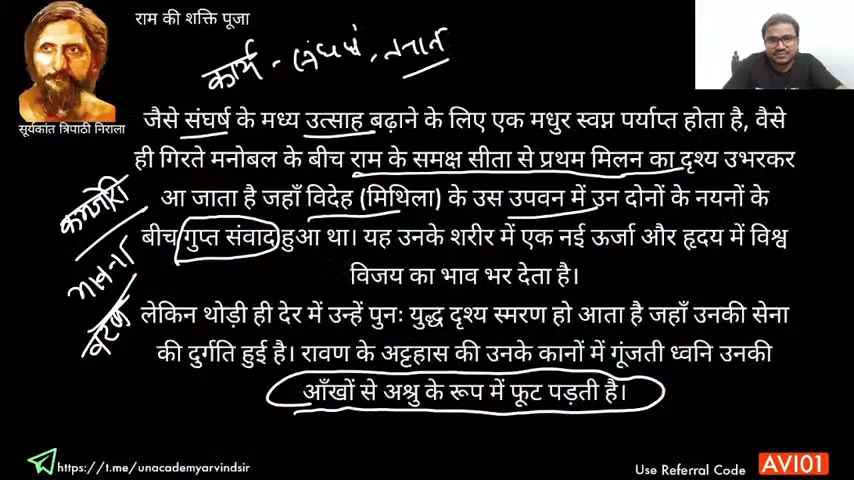 राम की शक्ति पूजा
कार्य - संघर्ष, तनाव
सूर्यकांत त्रिपाठी निराला
जैसे संघर्ष के मध्य उत्साह बढ़ाने के लिए एक मधुर स्वप्न पर्याप्त होता है, वैसे
ही गिरते मनोबल के बीच राम के समक्ष सीता से प्रथम मिलन का दृश्य उभरकर
आ जाता है जहाँ विदेह (मिथिला) के उस उपवन में उन दोनों के नयनों के
बीच गुप्त संवाद हुआ था। यह उनके शरीर में एक नई ऊर्जा और हृदय में विश्व
विजय का भाव भर देता है।
कमजोरी
लेकिन थोड़ी ही देर में उन्हें पुनः युद्ध दृश्य स्मरण हो आता है जहाँ उनकी सेना
की दुर्गति हुई है। रावण के अट्टहास की उनके कानों में गूंजती ध्वनि उनकी
आँखों से अश्रु के रूप में फूट पड़ती है।
https://t.me/unacademyarvindsir
Use Referral Code AVI01